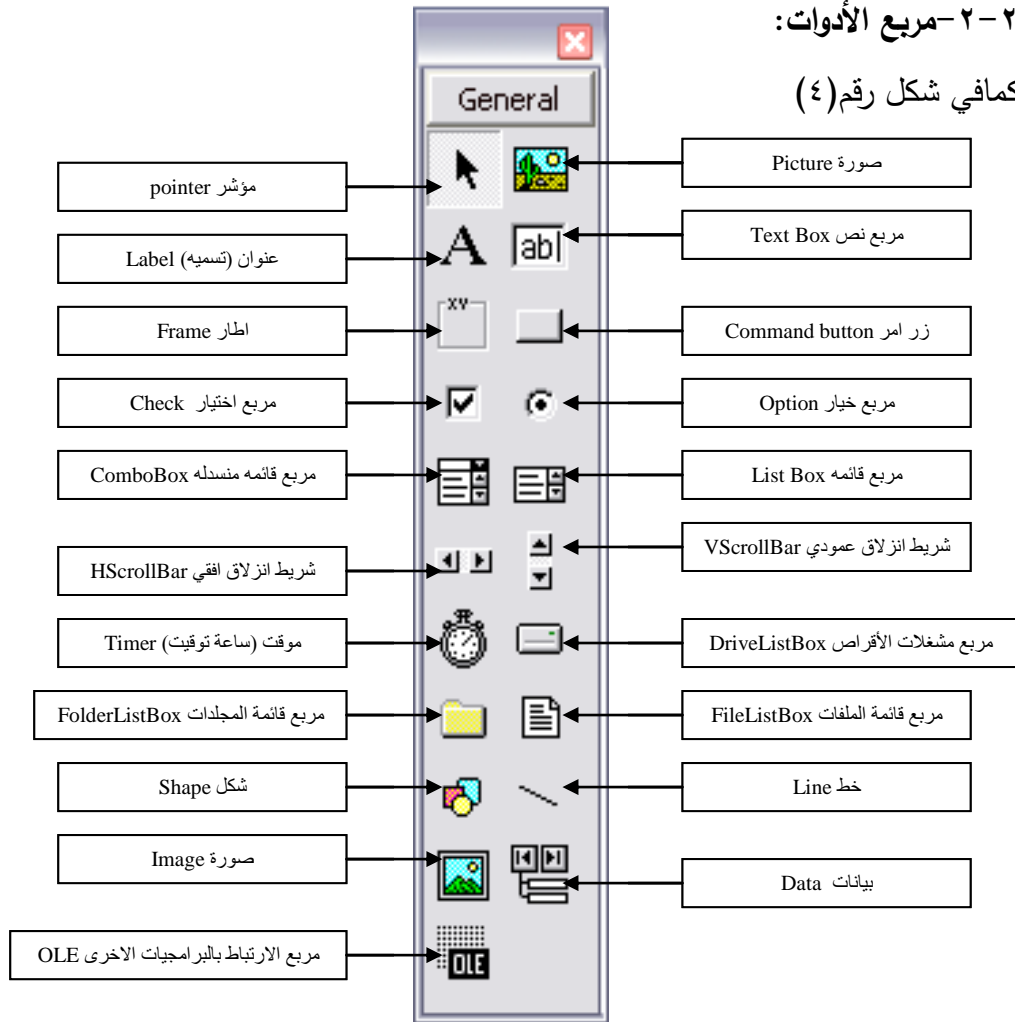 ٢-٢-مربع الأدوات:
كمافي شكل رقم(٤)
General
صورة Picture
مؤشر pointer
مربع نص Text Box
ab
عنوان (تسميه) Label
XY
زر امر Command button
اطار Frame
مربع خيار Option
مربع اختيار Check
مربع قائمه List Box
مربع قائمه منسدله ComboBox
شريط انزلاق عمودي VScrollBar
شريط انزلاق افقي HScrollBar
مربع مشغلات الأقراص DriveListBox
موقت (ساعة توقيت) Timer
مربع قائمة الملفات FileListBox
مربع قائمة المجلدات FolderListBox
خط Line
شكل Shape
بيانات Data
صورة Image
مربع الارتباط بالبرامجيات الاخرى OLE
OLE